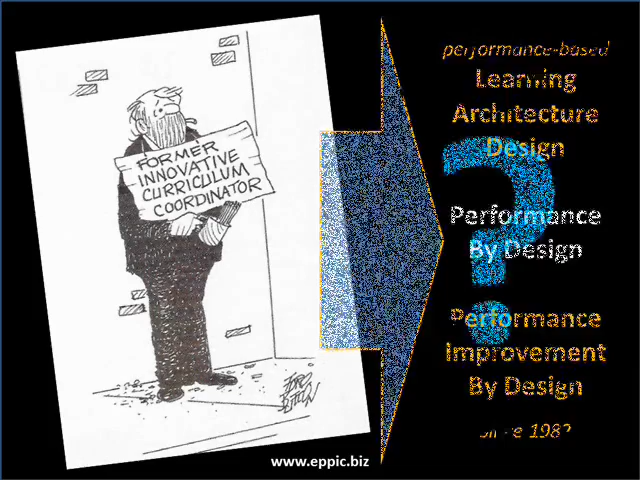 FORMER
INNOVATIVE
CURRICULUM
COORDINATOR
performance-based
Learning
Architecture
Design
?
Performance
By Design
Performance
Improvement
By Design
www.eppic.biz